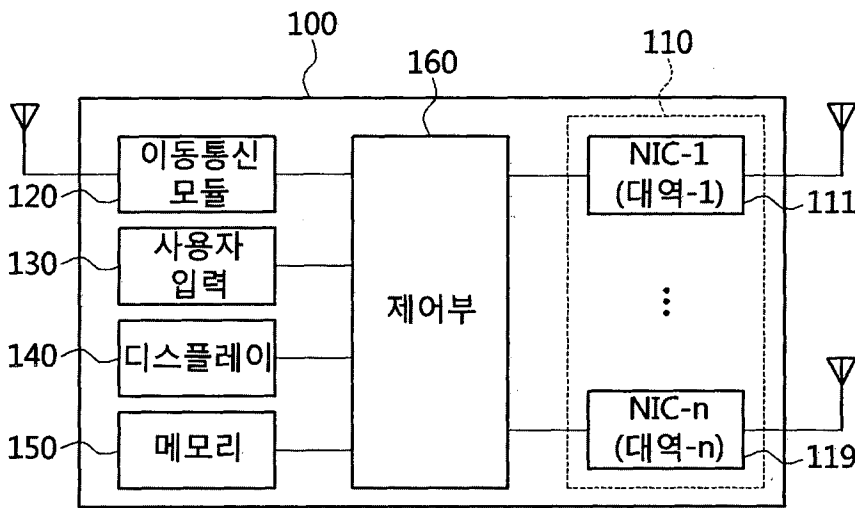 100
160
110
120
이동통신
모듈
NIC-1
(대역-1)
111
130
사용자
입력
제어부
⋮
140
디스플레이
150
메모리
NIC-n
(대역-n)
119